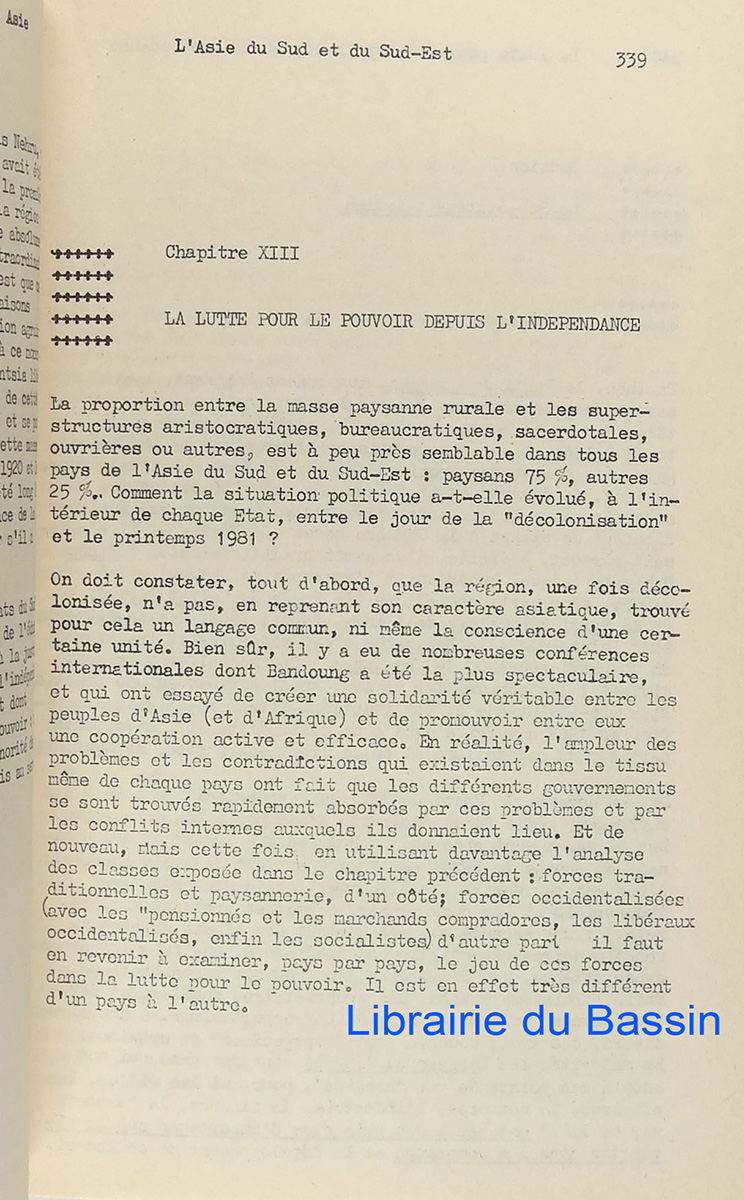 Asie
L'Asie du Sud et du Sud-Est
339
Chapitre XIII
LA LUTTE POUR LE POUVOIR DEPUIS L'INDEPENDANCE
La proportion entre la masse paysanne rurale et les super-
structures aristocratiques, bureaucratiques, sacerdotales,
ouvrières ou autres, est à peu près semblable dans tous les
pays de l'Asie du Sud et du Sud-Est : paysans 75 %, autres
25 %. Comment la situation politique a-t-elle évolué, à l'in-
térieur de chaque Etat, entre le jour de la "décolonisation"
et le printemps 1981 ?
On doit constater, tout d'abord, que la région, une fois déco-
lonisée, n'a pas, en reprenant son caractère asiatique, trouvé
pour cela un langage commun, ni même la conscience d'une cer-
taine unité. Bien sûr, il y a eu de nombreuses conférences
internationales dont Bandoung a été la plus spectaculaire,
et qui ont essayé de créer une solidarité véritable entre les
peuples d'Asie (et d'Afrique) et de promouvoir entre eux
une coopération active et efficace. En réalité, l'ampleur des
problèmes et les contradictions qui existaient dans le tissu
même de chaque pays ont fait que les différents gouvernements
se sont trouvés rapidement absorbés par ces problèmes et par
les conflits internes auxquels ils donnaient lieu. Et de
nouveau, mais cette fois en utilisant davantage l'analyse
des classes exposée dans le chapitre précédent : forces tra-
ditionnelles et paysannerie, d'un côté; forces occidentalisées
(avec les "pensionnés et les marchands compradores, les libéraux
occidentalisés, enfin les socialistes) d'autre part il faut
en revenir à examiner, pays par pays, le jeu de ces forces
dans la lutte pour le pouvoir. Il est en effet très différent
d'un pays à l'autre.
Librairie du Bassin